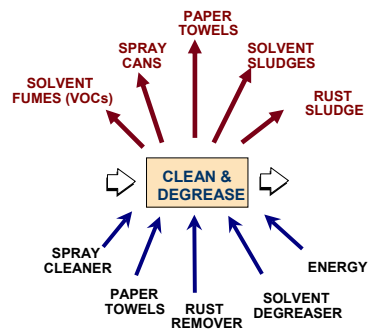 PAPER
TOWELS
SPRAY
CANS
SOLVENT
SLUDGES
SOLVENT
FUMES (VOCs)
RUST
SLUDGE
CLEAN &
DEGREASE
SPRAY
CLEANER
PAPER
TOWELS
RUST
REMOVER
SOLVENT
DEGREASER
ENERGY